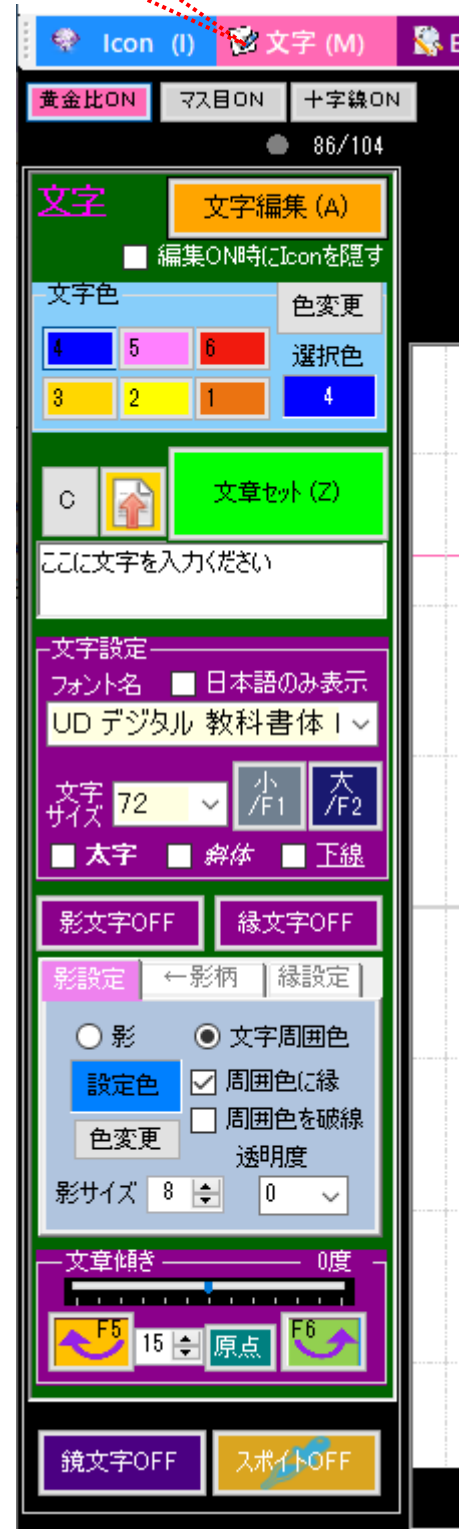 Icon (I) 文字 (M)
黄金比ON マス目ON 十字線ON
86/104
文字 文字編集 (A)
編集ON時にIconを隠す
文字色 色変更
4 5 6 選択色
3 2 1 4
C 文章セット (Z)
ここに文字を入力ください
文字設定
フォント名 日本語のみ表示
UD デジタル 教科書体
文字サイズ 72 小/F1 大/F2
太字 斜体 下線
影文字OFF 縁文字OFF
影設定 ←影柄 縁設定
影 文字周囲色
設定色 周囲色に縁
色変更 周囲色を破線
透明度
影サイズ 8 0
文章傾き 0度
F5 15 原点 F6
鏡文字OFF スポイトOFF